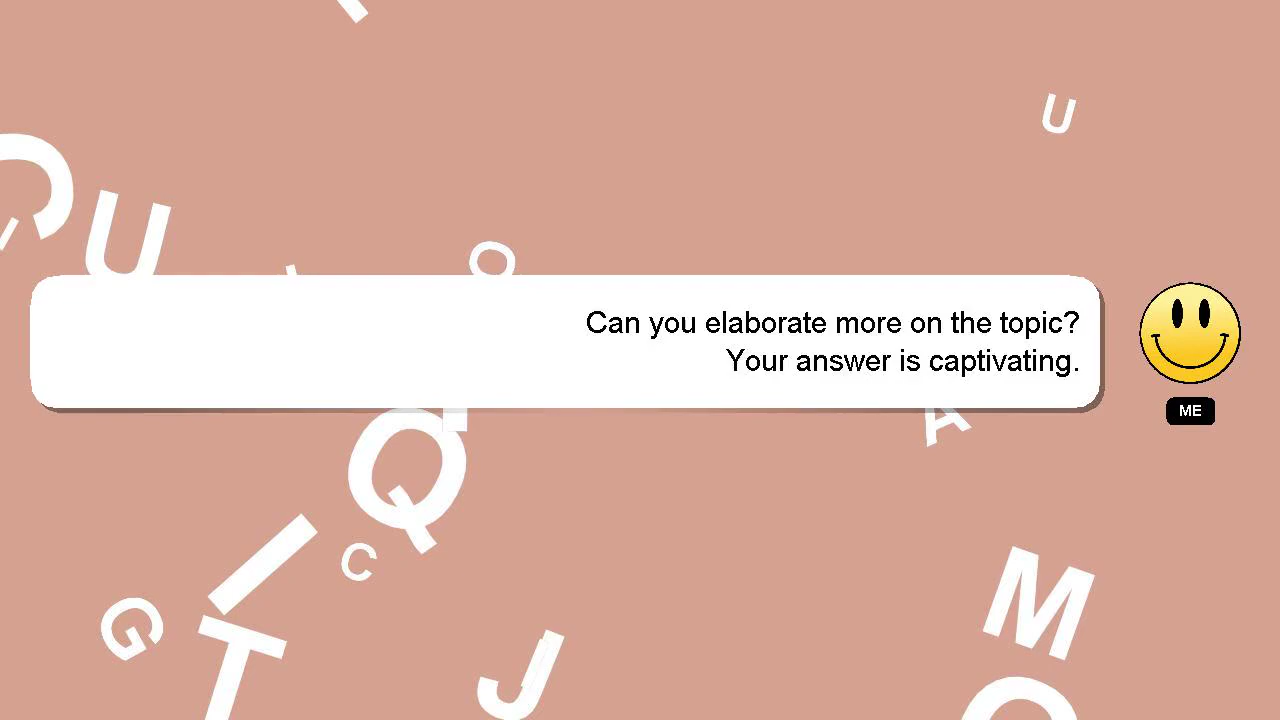 U
U
O
Can you elaborate more on the topic?
Your answer is captivating.
ME
A
Q
I
C
M
G
T
J